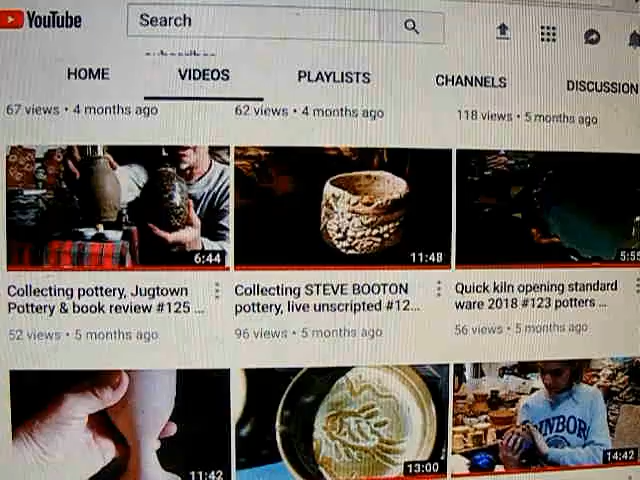 YouTube
Search
HOME VIDEOS PLAYLISTS CHANNELS DISCUSSION
67 views • 4 months ago
62 views • 4 months ago
118 views • 5 months ago
6:44
11:48
5:55
Collecting pottery, Jugtown
Pottery & book review #125 ...
52 views • 5 months ago
Collecting STEVE BOOTON
pottery, live unscripted #12...
96 views • 5 months ago
Quick kiln opening standard
ware 2018 #123 potters ...
56 views • 5 months ago
11:42
13:00
14:42